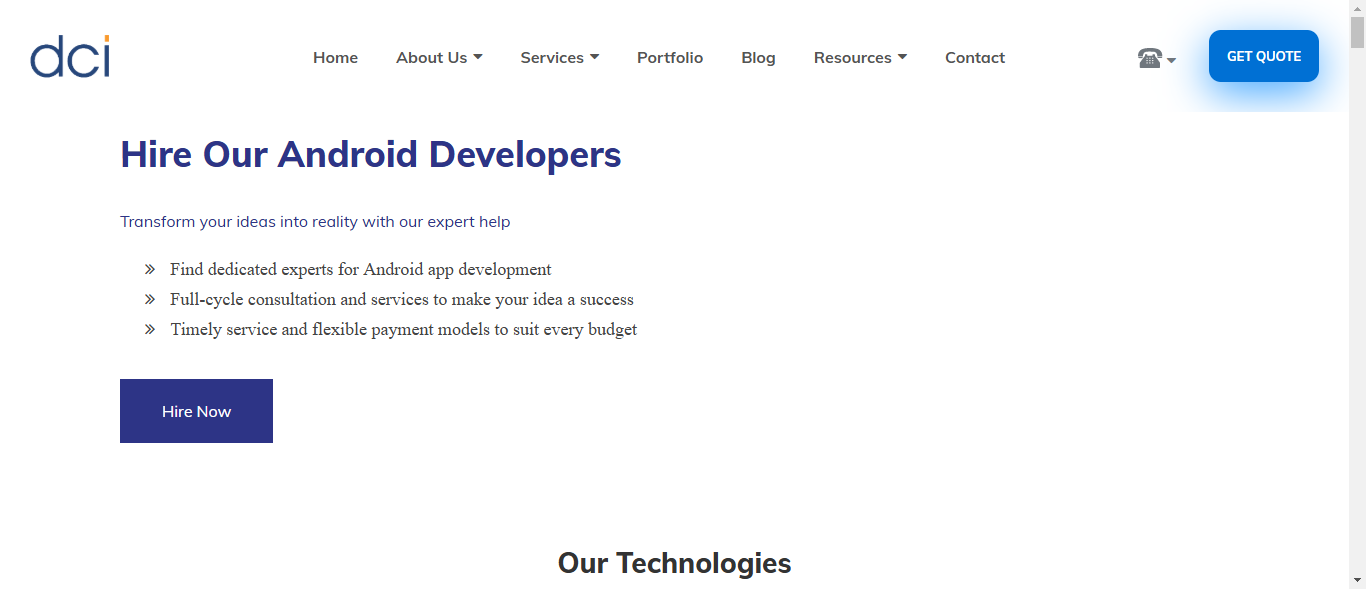 dci
Home About Us Services Portfolio Blog Resources Contact GET QUOTE
Hire Our Android Developers
Transform your ideas into reality with our expert help
Find dedicated experts for Android app development
Full-cycle consultation and services to make your idea a success
Timely service and flexible payment models to suit every budget
Hire Now
Our Technologies